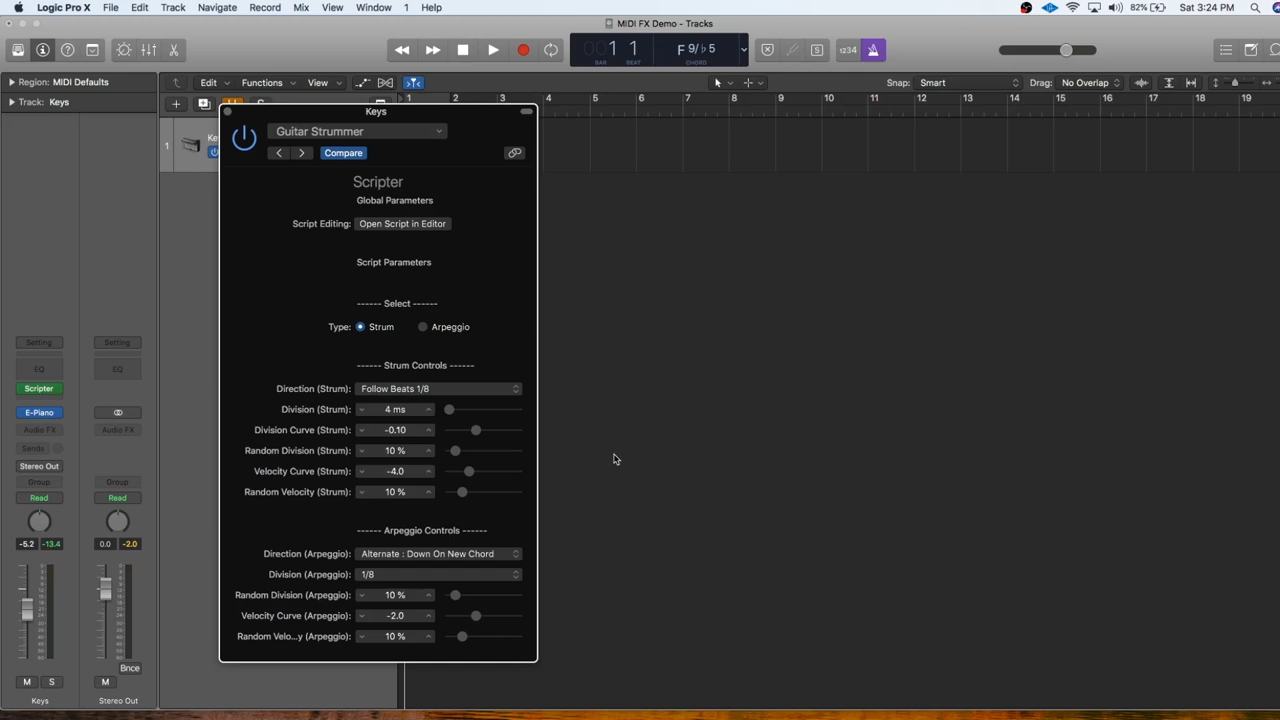 Logic Pro X File Edit Track Navigate Record Mix View Window 1 Help 82% Sat 3:24 PM
MIDI FX Demo - Tracks
001 1 F 9/♭5 1234
BAR BEAT CHORD
Region: MIDI Defaults Edit Functions View Snap: Smart Drag: No Overlap
Track: Keys 1 2 3 4 5 6 7 8 9 10 11 12 13 14 15 16 17 18 19
Keys
Guitar Strummer
1
Compare
Scripter
Global Parameters
Script Editing: Open Script in Editor
Script Parameters
------ Select ------
Type: Strum Arpeggio
------ Strum Controls ------
Direction (Strum): Follow Beats 1/8
Division (Strum): 4 ms
Division Curve (Strum): -0.10
Random Division (Strum): 10 %
Velocity Curve (Strum): -4.0
Random Velocity (Strum): 10 %
------ Arpeggio Controls ------
Direction (Arpeggio): Alternate : Down On New Chord
Division (Arpeggio): 1/8
Random Division (Arpeggio): 10 %
Velocity Curve (Arpeggio): -2.0
Random Velo...y (Arpeggio): 10 %
Setting Setting
EQ EQ
Scripter
E-Piano
Audio FX Audio FX
Sends
Stereo Out
Group Group
Read Read
-5.2 -13.4 0.0 -2.0
Bnce
M S M
Keys Stereo Out